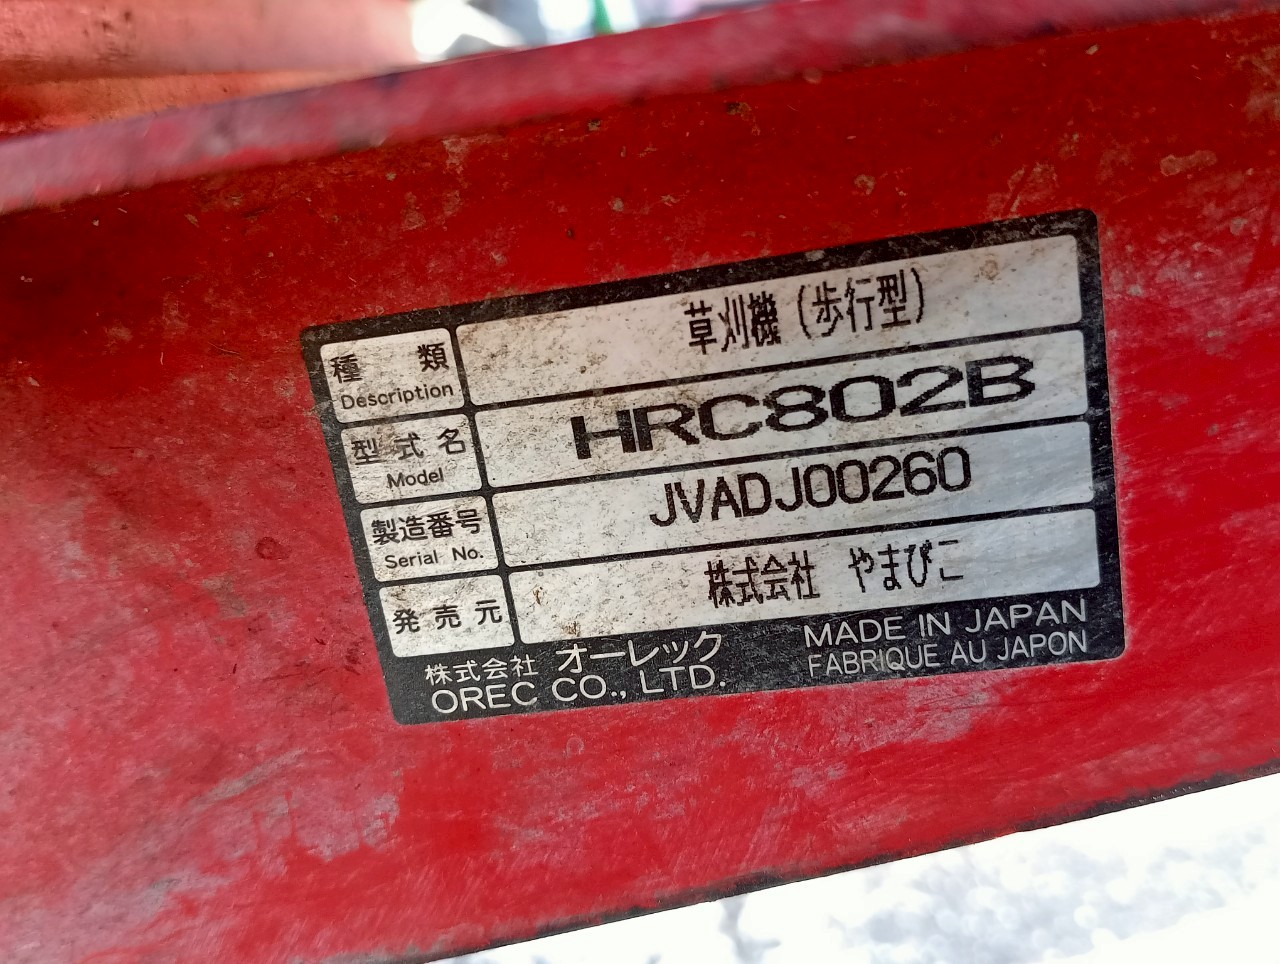 種類 草刈機(歩行型)
Description
型式名 HRC802B
Model
製造番号 JVADJ00260
Serial No.
発売元 株式会社 やまびこ
株式会社 オーレック MADE IN JAPAN
OREC CO., LTD. FABRIQUE AU JAPON